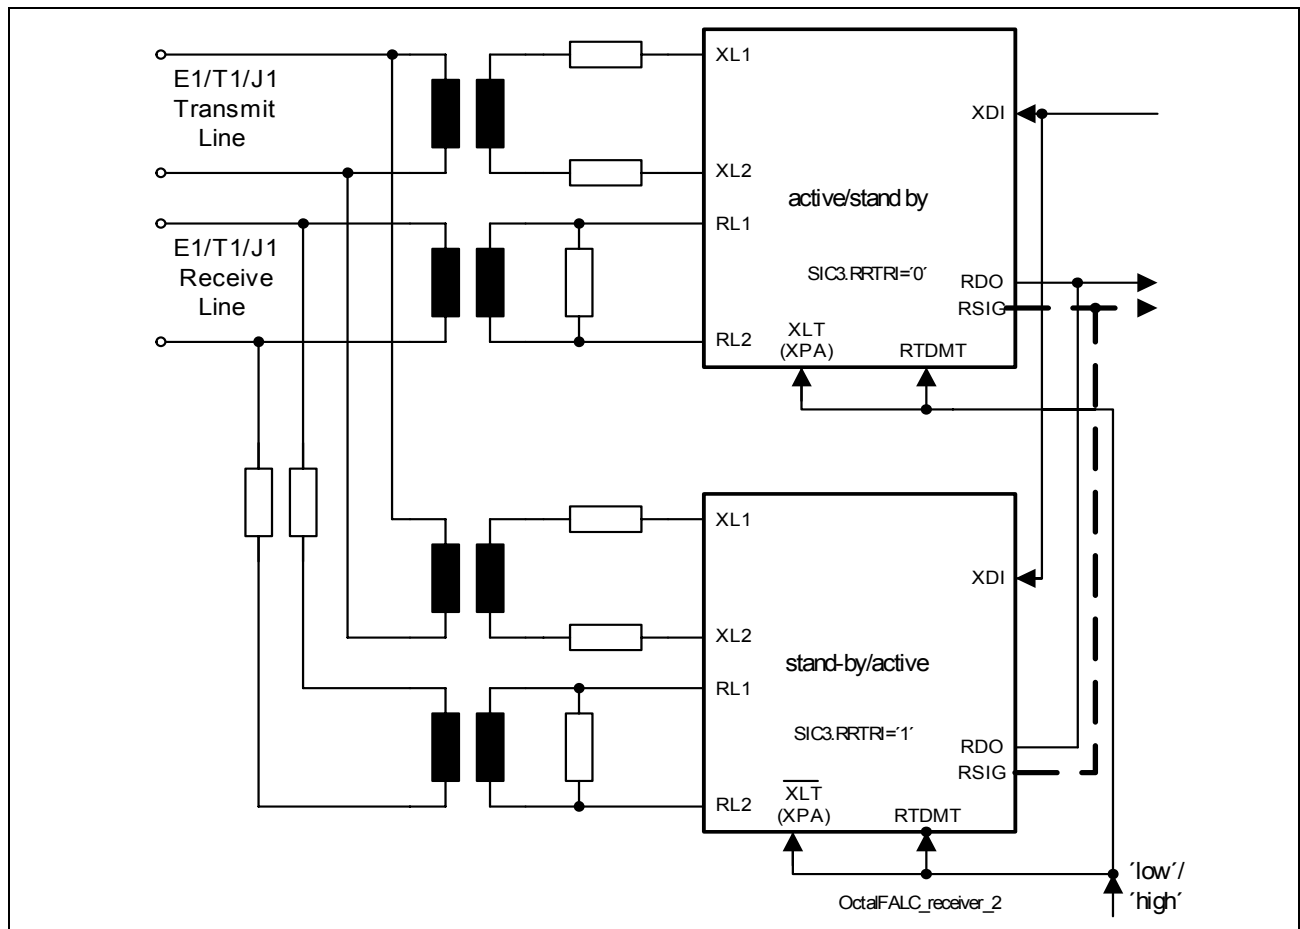 E1/T1/J1
Transmit
Line
E1/T1/J1
Receive
Line
XL1
XDI
XL2
active/stand by
RL1
SIC3.RRTRI=´0´
RDO
RSIG
XLT
(XPA)
RTDMT
RL2
XL1
XDI
XL2
stand-by/active
RL1
SIC3.RRTRI=´1´
RDO
RSIG
XLT
(XPA)
RTDMT
RL2
´low´/
´high´
OctalFALC_receiver_2